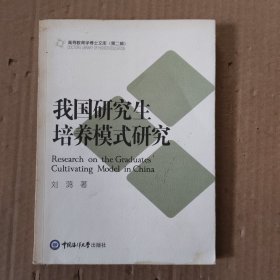 高等教育学博士文库（第二辑）
我国研究生
培养模式研究
Research on the Graduates'
Cultivating Model in China
刘 鸿 著
中国海洋大学出版社